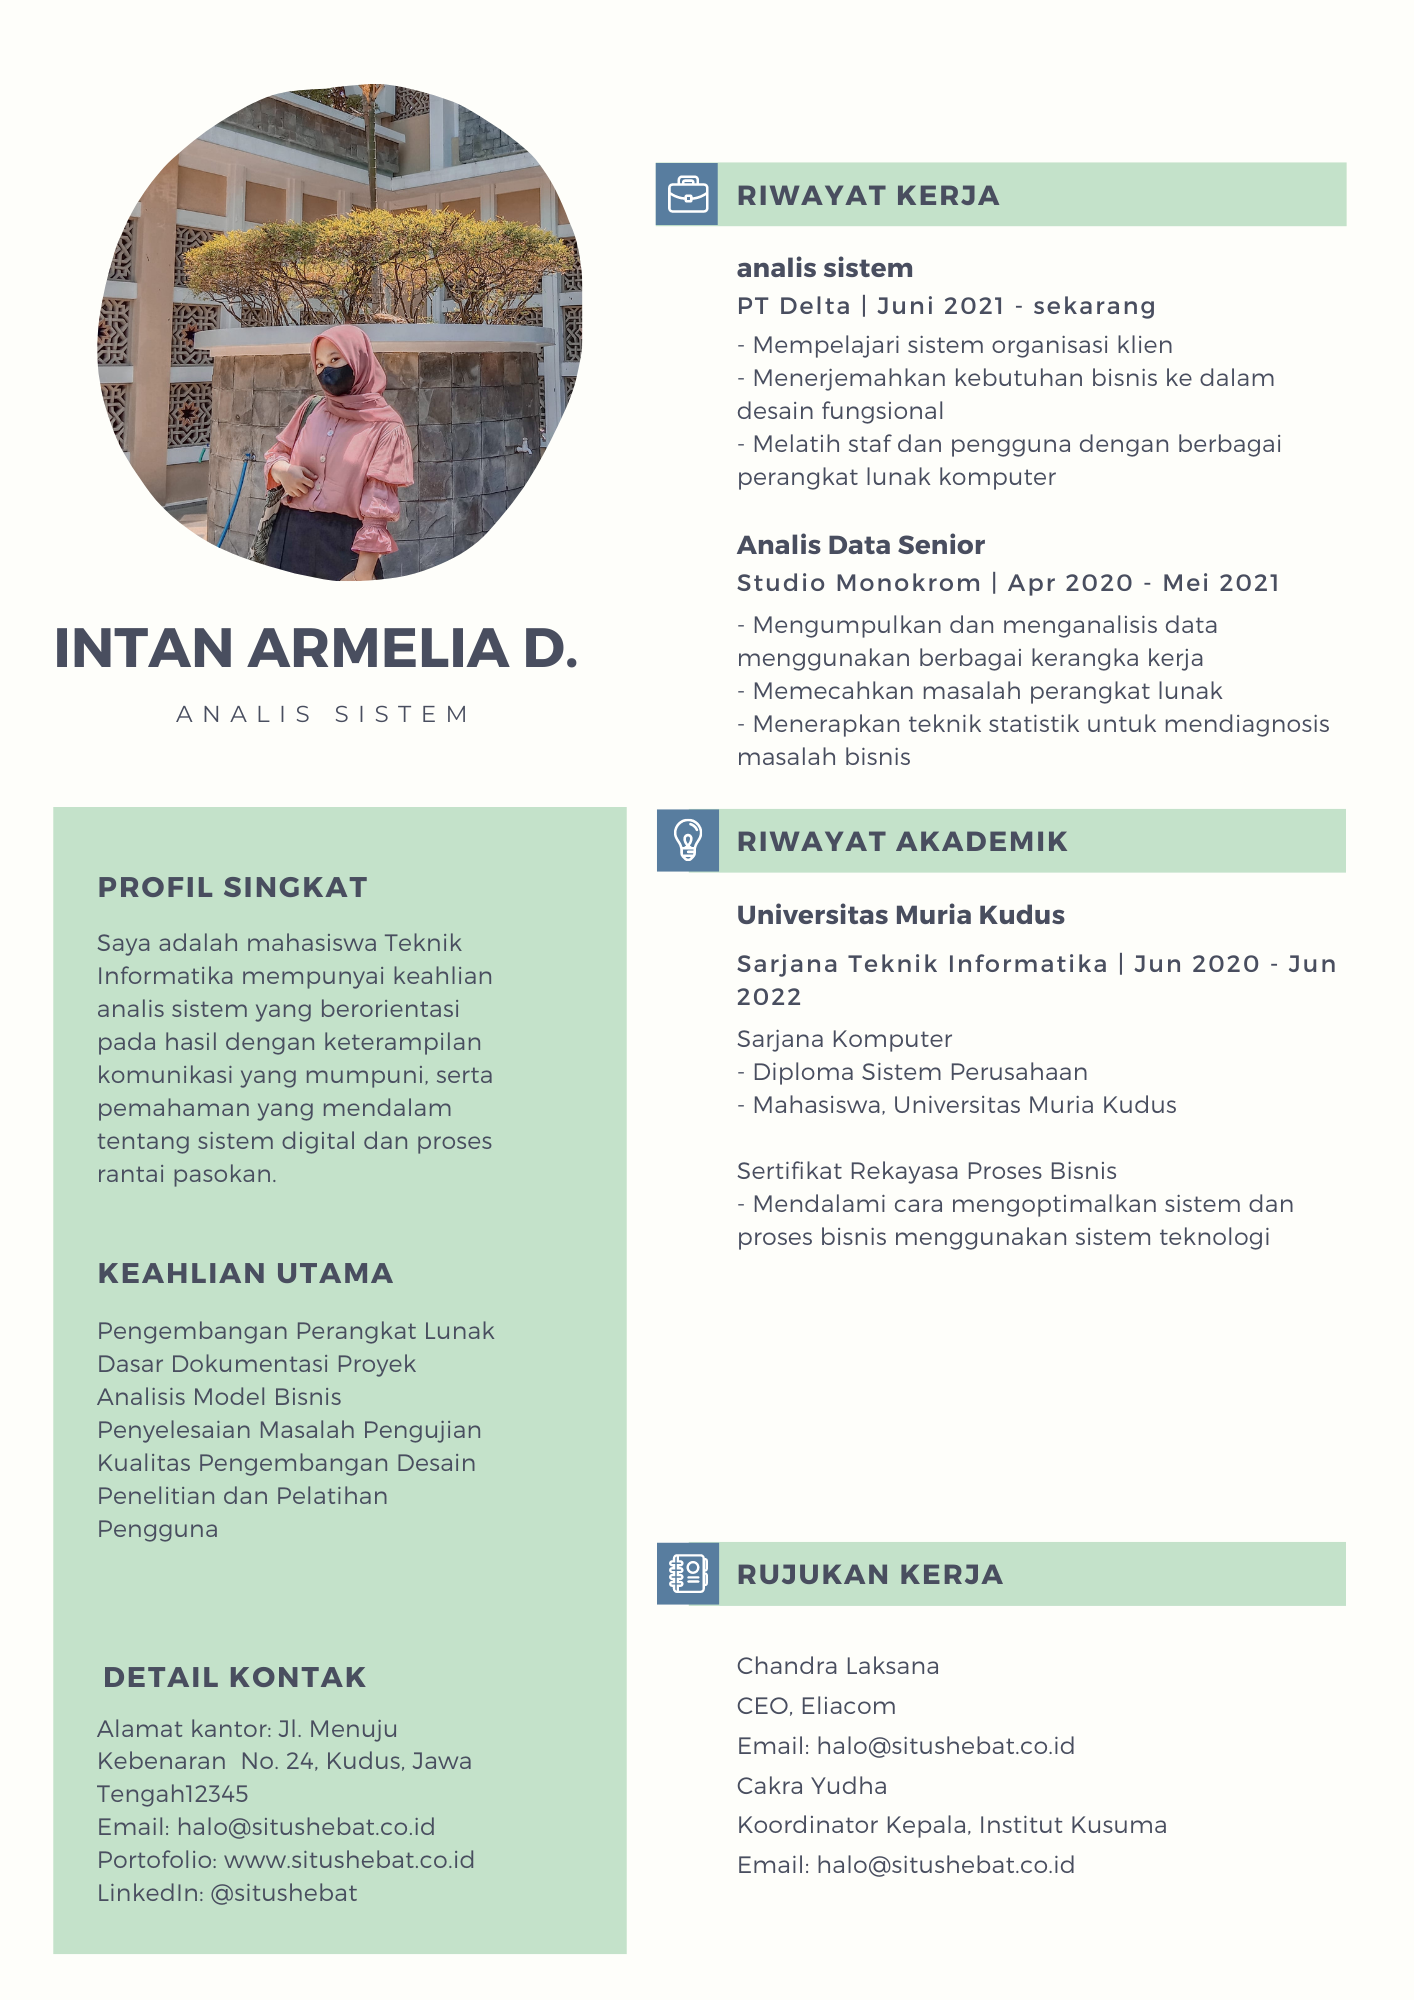 INTAN ARMELIA D.
ANALIS SISTEM
PROFIL SINGKAT
Saya adalah mahasiswa Teknik
Informatika mempunyai keahlian
analis sistem yang berorientasi
pada hasil dengan keterampilan
komunikasi yang mumpuni, serta
pemahaman yang mendalam
tentang sistem digital dan proses
rantai pasokan.
KEAHLIAN UTAMA
Pengembangan Perangkat Lunak
Dasar Dokumentasi Proyek
Analisis Model Bisnis
Penyelesaian Masalah Pengujian
Kualitas Pengembangan Desain
Penelitian dan Pelatihan
Pengguna
DETAIL KONTAK
Alamat kantor: Jl. Menuju
Kebenaran  No. 24, Kudus, Jawa
Tengah12345
Email: halo@situshebat.co.id
Portofolio: www.situshebat.co.id
LinkedIn: @situshebat
RIWAYAT KERJA
analis sistem
PT Delta | Juni 2021 - sekarang
- Mempelajari sistem organisasi klien
- Menerjemahkan kebutuhan bisnis ke dalam
desain fungsional
- Melatih staf dan pengguna dengan berbagai
perangkat lunak komputer
Analis Data Senior
Studio Monokrom | Apr 2020 - Mei 2021
- Mengumpulkan dan menganalisis data
menggunakan berbagai kerangka kerja
- Memecahkan masalah perangkat lunak
- Menerapkan teknik statistik untuk mendiagnosis
masalah bisnis
RIWAYAT AKADEMIK
Universitas Muria Kudus
Sarjana Teknik Informatika | Jun 2020 - Jun
2022
Sarjana Komputer
- Diploma Sistem Perusahaan
- Mahasiswa, Universitas Muria Kudus
Sertifikat Rekayasa Proses Bisnis
- Mendalami cara mengoptimalkan sistem dan
proses bisnis menggunakan sistem teknologi
RUJUKAN KERJA
Chandra Laksana
CEO, Eliacom
Email: halo@situshebat.co.id
Cakra Yudha
Koordinator Kepala, Institut Kusuma
Email: halo@situshebat.co.id